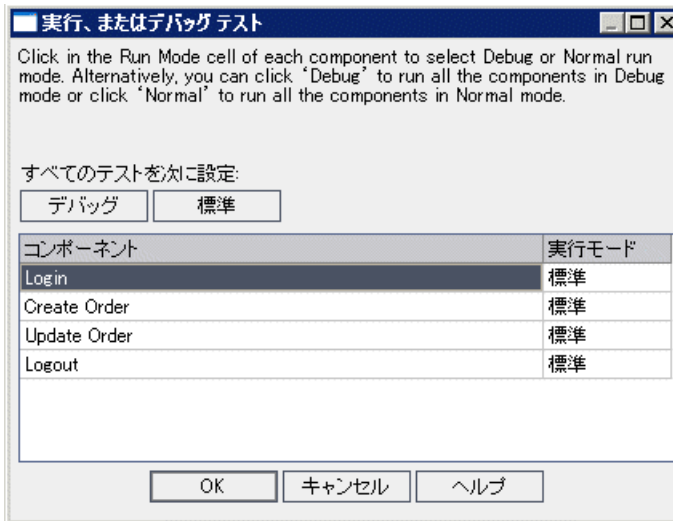 実行、またはデバッグ テスト
Click in the Run Mode cell of each component to select Debug or Normal run
mode. Alternatively, you can click ‘Debug’ to run all the components in Debug
mode or click ‘Normal’ to run all the components in Normal mode.
すべてのテストを次に設定:
デバッグ 標準
コンポーネント 実行モード
Login 標準
Create Order 標準
Update Order 標準
Logout 標準
OK キャンセル ヘルプ